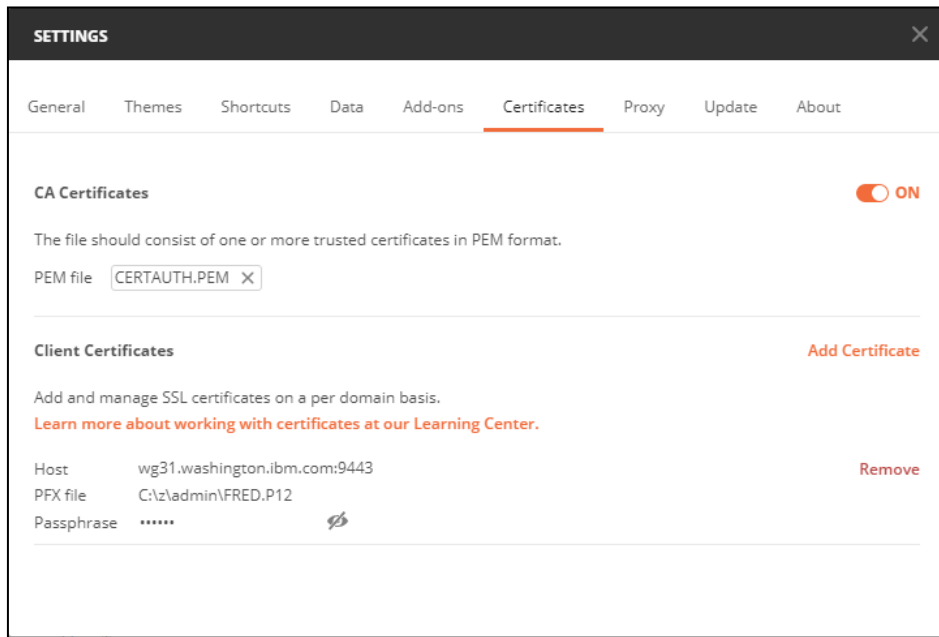 SETTINGS
General Themes Shortcuts Data Add-ons Certificates Proxy Update About
CA Certificates ON
The file should consist of one or more trusted certificates in PEM format.
PEM file CERTAUTH.PEM
Client Certificates Add Certificate
Add and manage SSL certificates on a per domain basis.
Learn more about working with certificates at our Learning Center.
Host wg31.washington.ibm.com:9443 Remove
PFX file C:\z\admin\FRED.P12
Passphrase ••••••